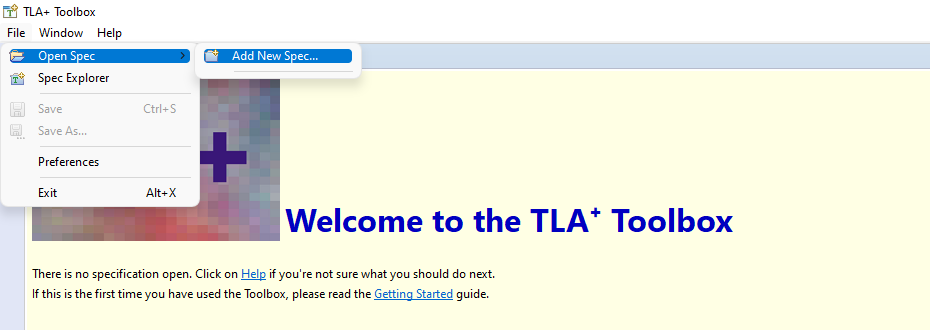 TLA+ Toolbox
File Window Help
Open Spec
Add New Spec...
Spec Explorer
Save Ctrl+S
Save As...
Preferences
Exit Alt+X
+
Welcome to the TLA⁺ Toolbox
There is no specification open. Click on Help if you're not sure what you should do next.
If this is the first time you have used the Toolbox, please read the Getting Started guide.